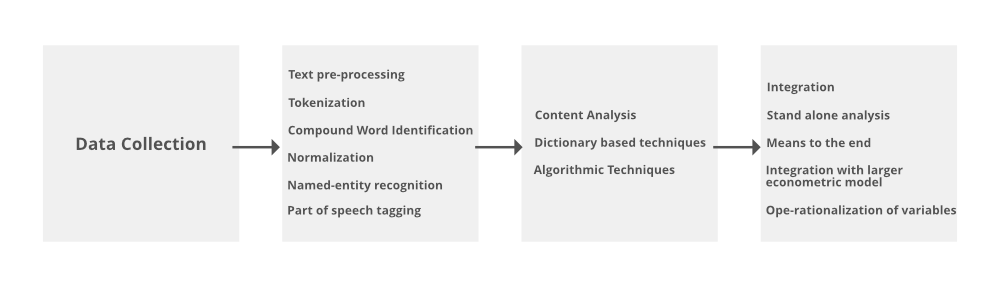 Data Collection
Text pre-processing
Tokenization
Compound Word Identification
Normalization
Named-entity recognition
Part of speech tagging
Content Analysis
Dictionary based techniques
Algorithmic Techniques
Integration
Stand alone analysis
Means to the end
Integration with larger
econometric model
Ope-rationalization of variables